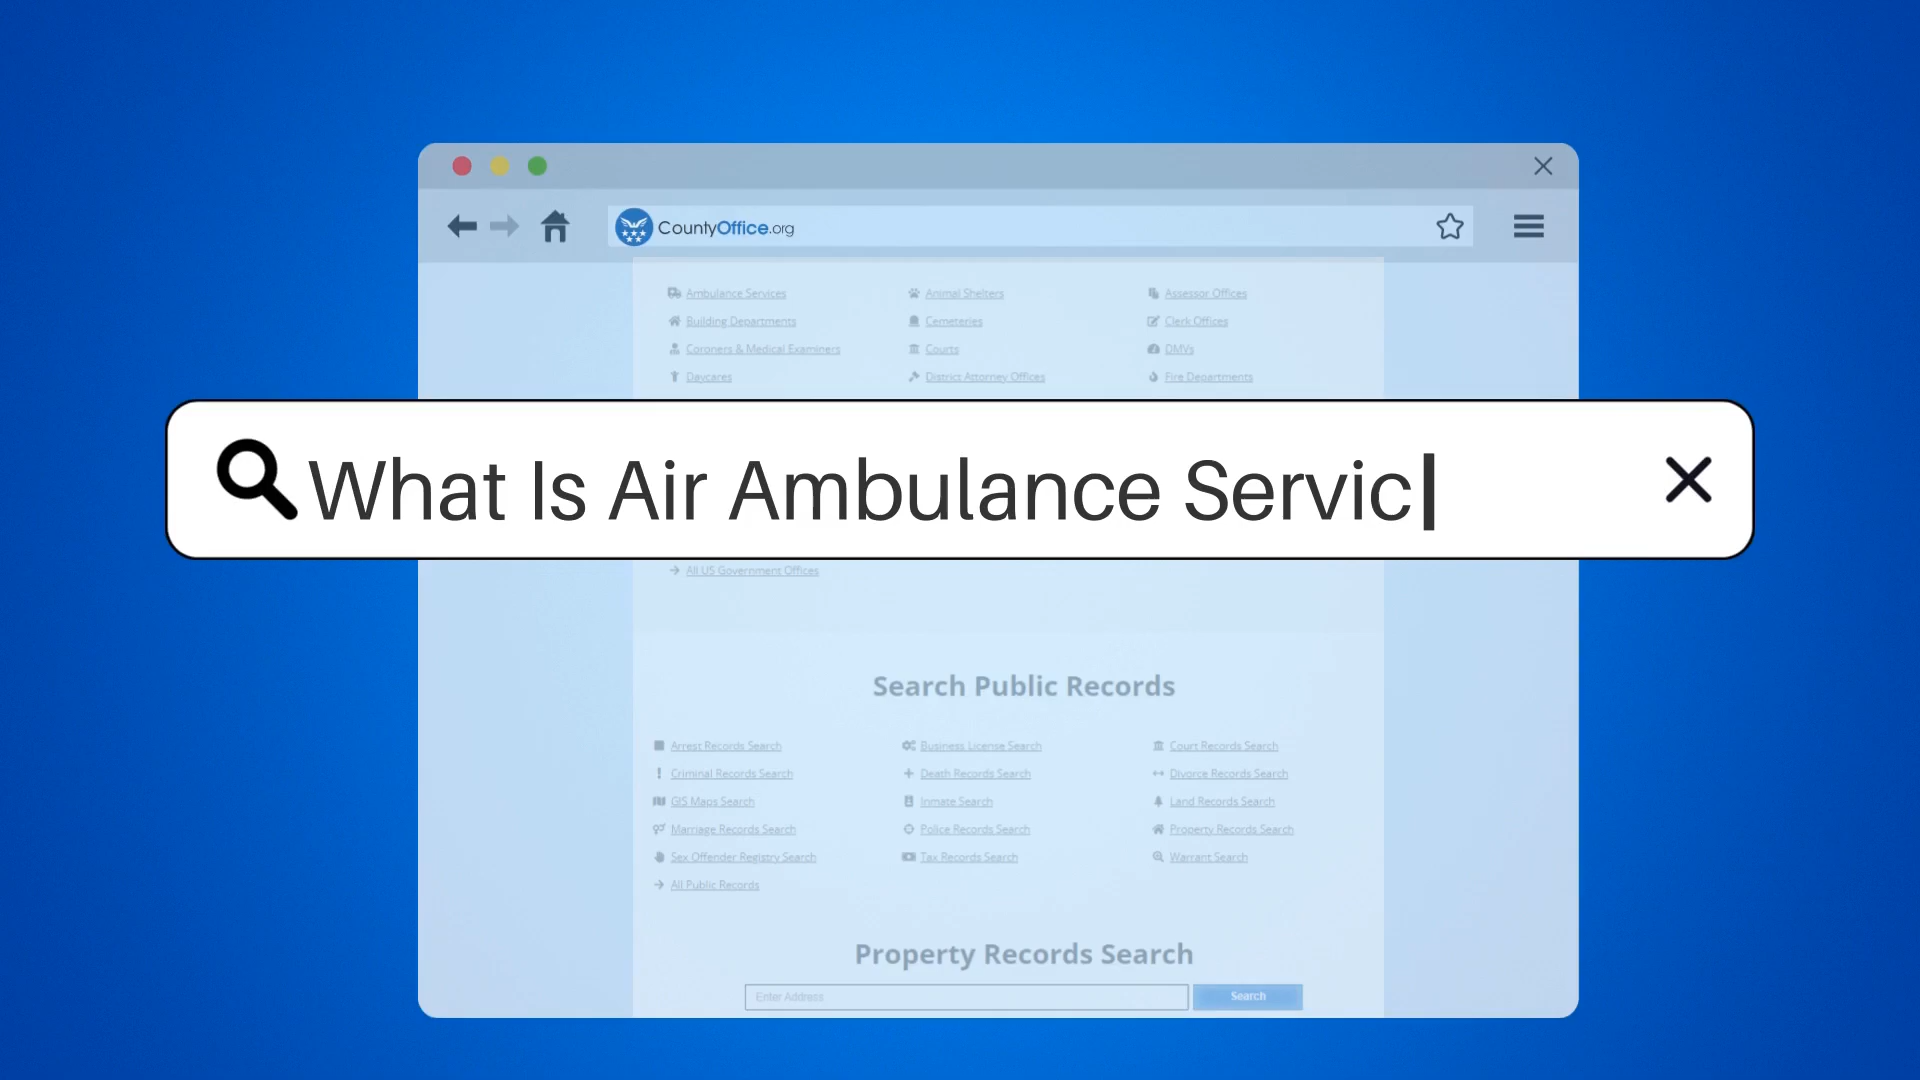 CountyOffice.org
Ambulance Services Animal Shelters Assessor Offices
Building Departments Cemeteries Clerk Offices
Coroners & Medical Examiners Courts DMVs
Daycares District Attorney Offices Fire Departments
What Is Air Ambulance Servic
All US Government Offices
Search Public Records
Arrest Records Search Business License Search Court Records Search
Criminal Records Search Death Records Search Divorce Records Search
GIS Maps Search Inmate Search Land Records Search
Marriage Records Search Police Records Search Property Records Search
Sex Offender Registry Search Tax Records Search Warrant Search
All Public Records
Property Records Search
Enter Address Search